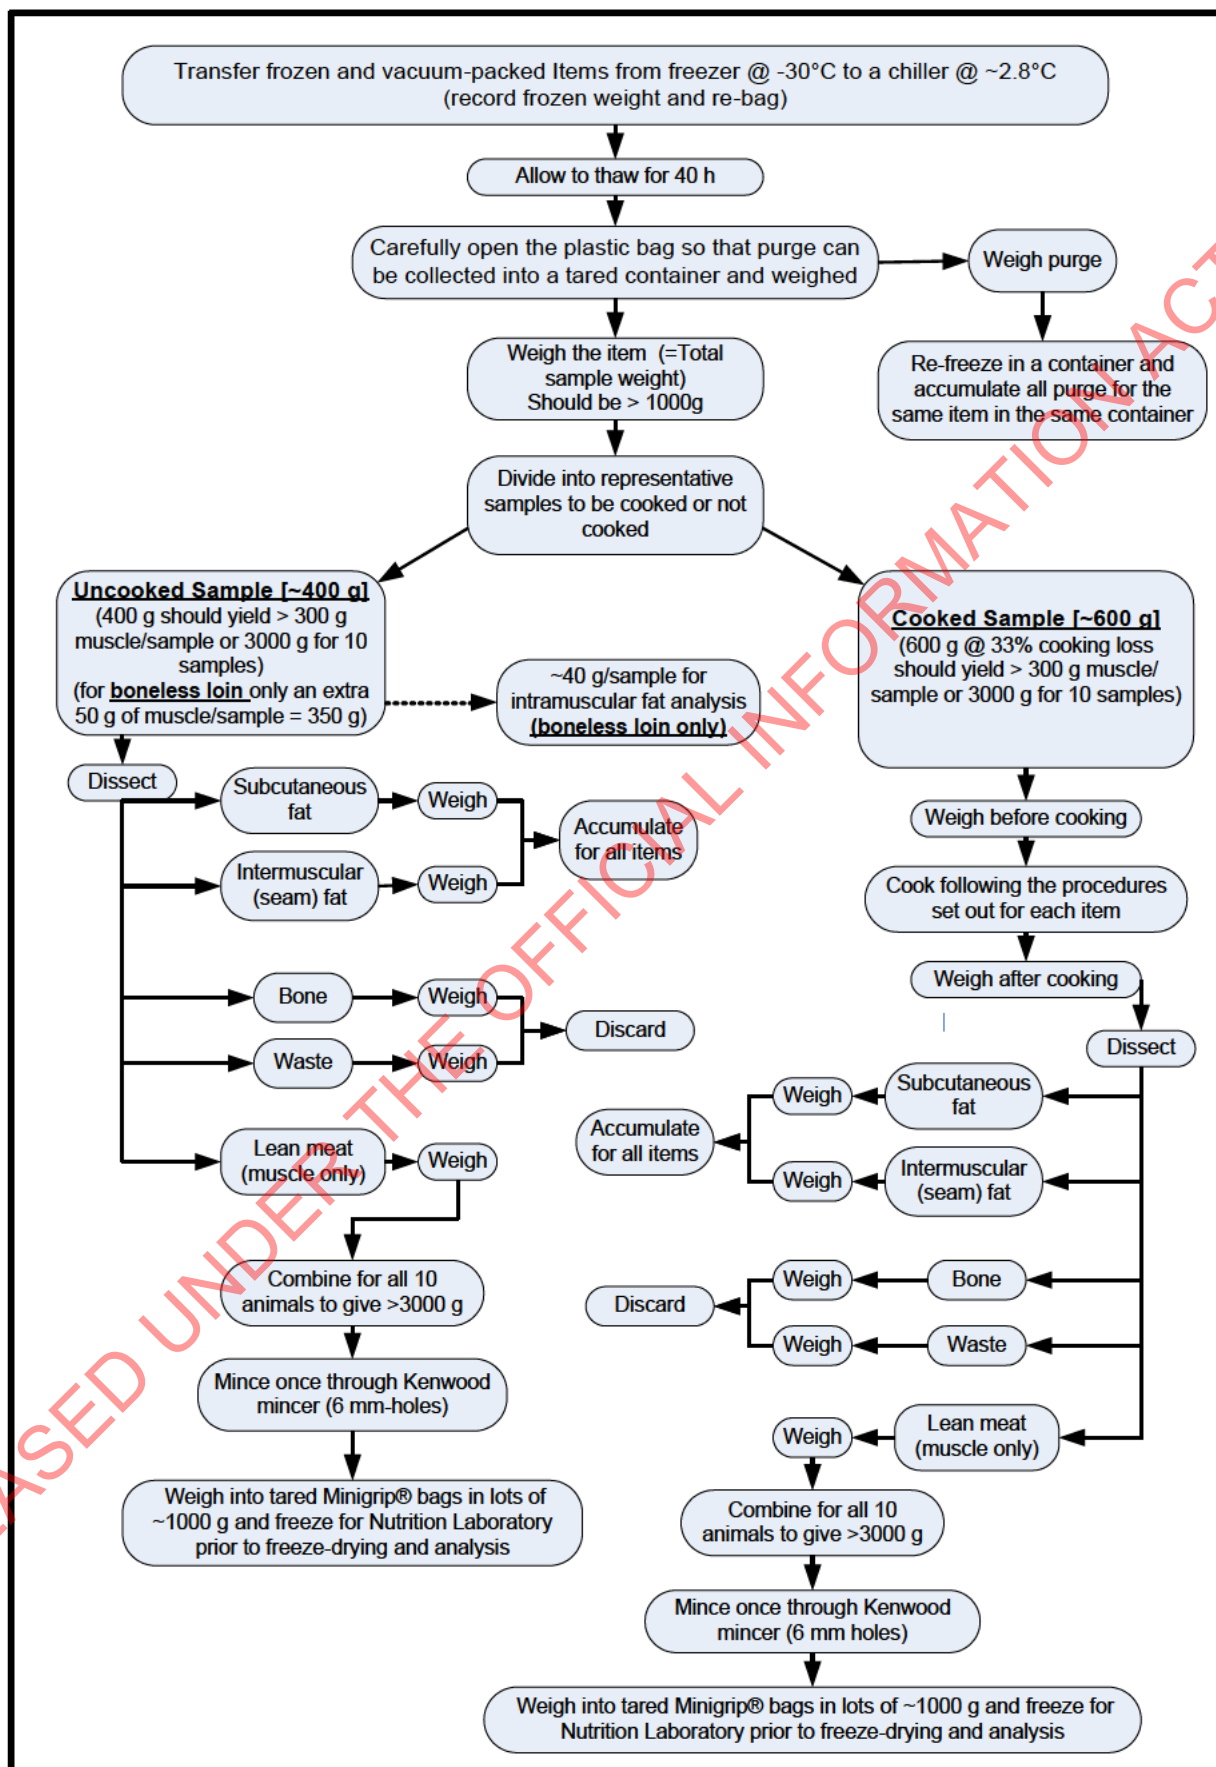 Transfer frozen and vacuum-packed Items from freezer @ -30°C to a chiller @ ~2.8°C
(record frozen weight and re-bag)
Allow to thaw for 40 h
Carefully open the plastic bag so that purge can
be collected into a tared container and weighed
Weigh purge
Re-freeze in a container and
accumulate all purge for the
same item in the same container
Weigh the item (=Total
sample weight)
Should be > 1000g
Divide into representative
samples to be cooked or not
cooked
Uncooked Sample [~400 g]
(400 g should yield > 300 g
muscle/sample or 3000 g for 10
samples)
(for boneless loin only an extra
50 g of muscle/sample = 350 g)
~40 g/sample for
intramuscular fat analysis
(boneless loin only)
Dissect
Subcutaneous
fat
Weigh
Intermuscular
(seam) fat
Weigh
Accumulate
for all items
Bone
Weigh
Waste
Weigh
Discard
Lean meat
(muscle only)
Weigh
Combine for all 10
animals to give >3000 g
Mince once through Kenwood
mincer (6 mm-holes)
Weigh into tared Minigrip® bags in lots of
~1000 g and freeze for Nutrition Laboratory
prior to freeze-drying and analysis
Cooked Sample [~600 g]
(600 g @ 33% cooking loss
should yield > 300 g muscle/
sample or 3000 g for 10 samples)
Weigh before cooking
Cook following the procedures
set out for each item
Weigh after cooking
Dissect
Subcutaneous
fat
Weigh
Intermuscular
(seam) fat
Weigh
Accumulate
for all items
Bone
Weigh
Waste
Weigh
Discard
Lean meat
(muscle only)
Weigh
Combine for all 10
animals to give >3000 g
Mince once through Kenwood
mincer (6 mm holes)
Weigh into tared Minigrip® bags in lots of ~1000 g and freeze for
Nutrition Laboratory prior to freeze-drying and analysis
EASED UNDER THE OFFICIAL INFORMATION ACT